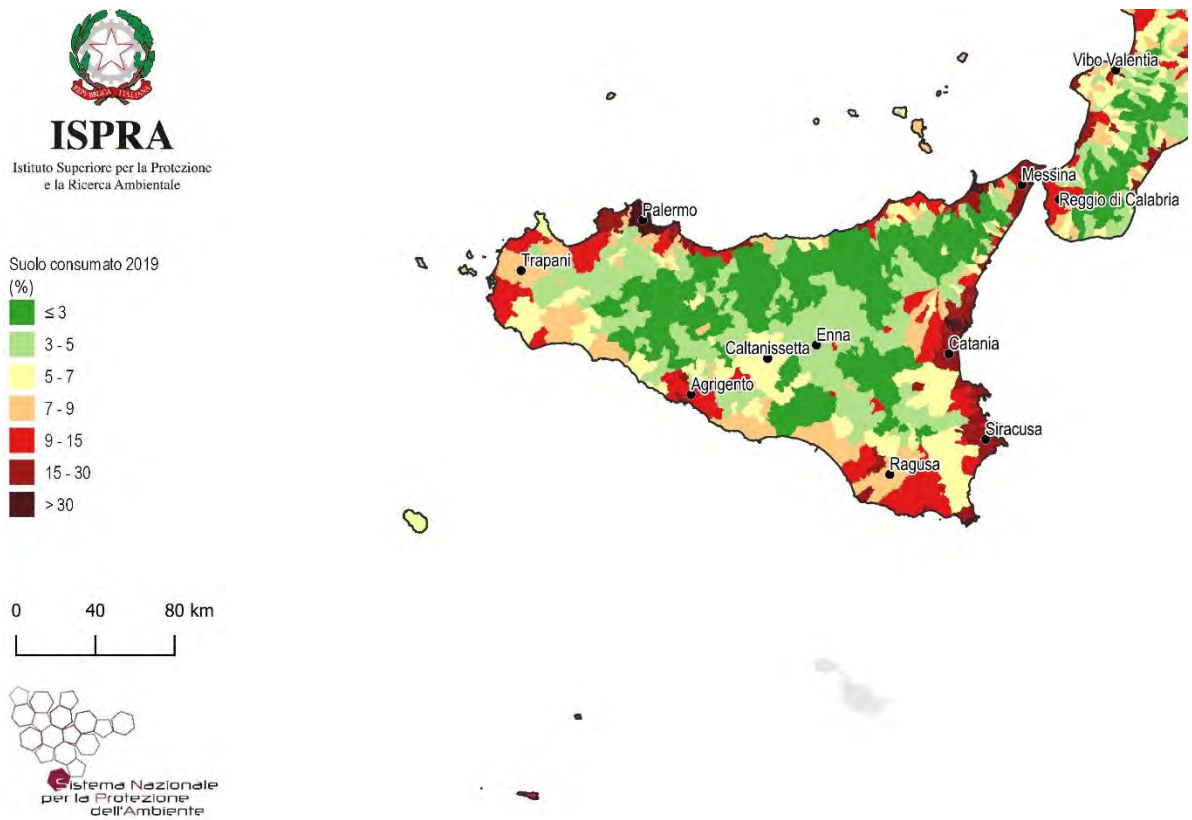 REPVBBLICA ITALIANA
ISPRA
Istituto Superiore per la Protezione
e la Ricerca Ambientale
Suolo consumato 2019
(%)
≤ 3
3 - 5
5 - 7
7 - 9
9 - 15
15 - 30
> 30
0 40 80 km
Sistema Nazionale
per la Protezione
dell'Ambiente
Vibo Valentia
Messina
Reggio di Calabria
Palermo
Trapani
Enna
Caltanissetta
Catania
Agrigento
Siracusa
Ragusa